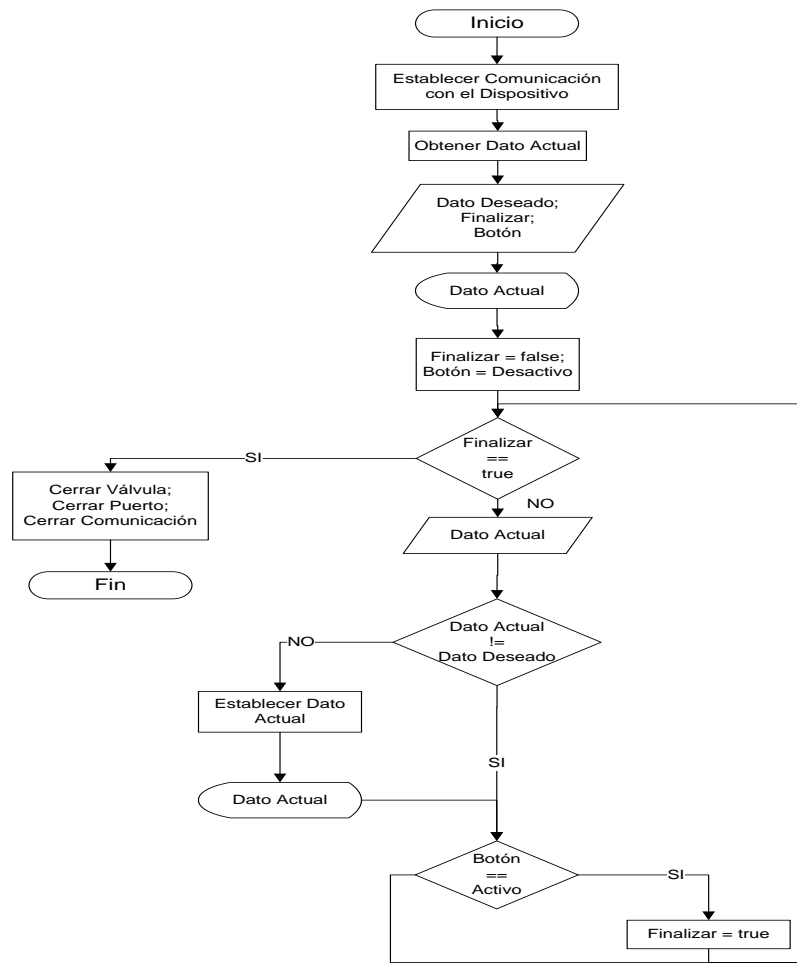 Inicio
Establecer Comunicación
con el Dispositivo
Obtener Dato Actual
Dato Deseado;
Finalizar;
Botón
Dato Actual
Finalizar = false;
Botón = Desactivo
Finalizar
==
true
SI
NO
Cerrar Válvula;
Cerrar Puerto;
Cerrar Comunicación
Fin
Dato Actual
Dato Actual
!=
Dato Deseado
NO
Establecer Dato
Actual
SI
Dato Actual
Botón
==
Activo
SI
Finalizar = true